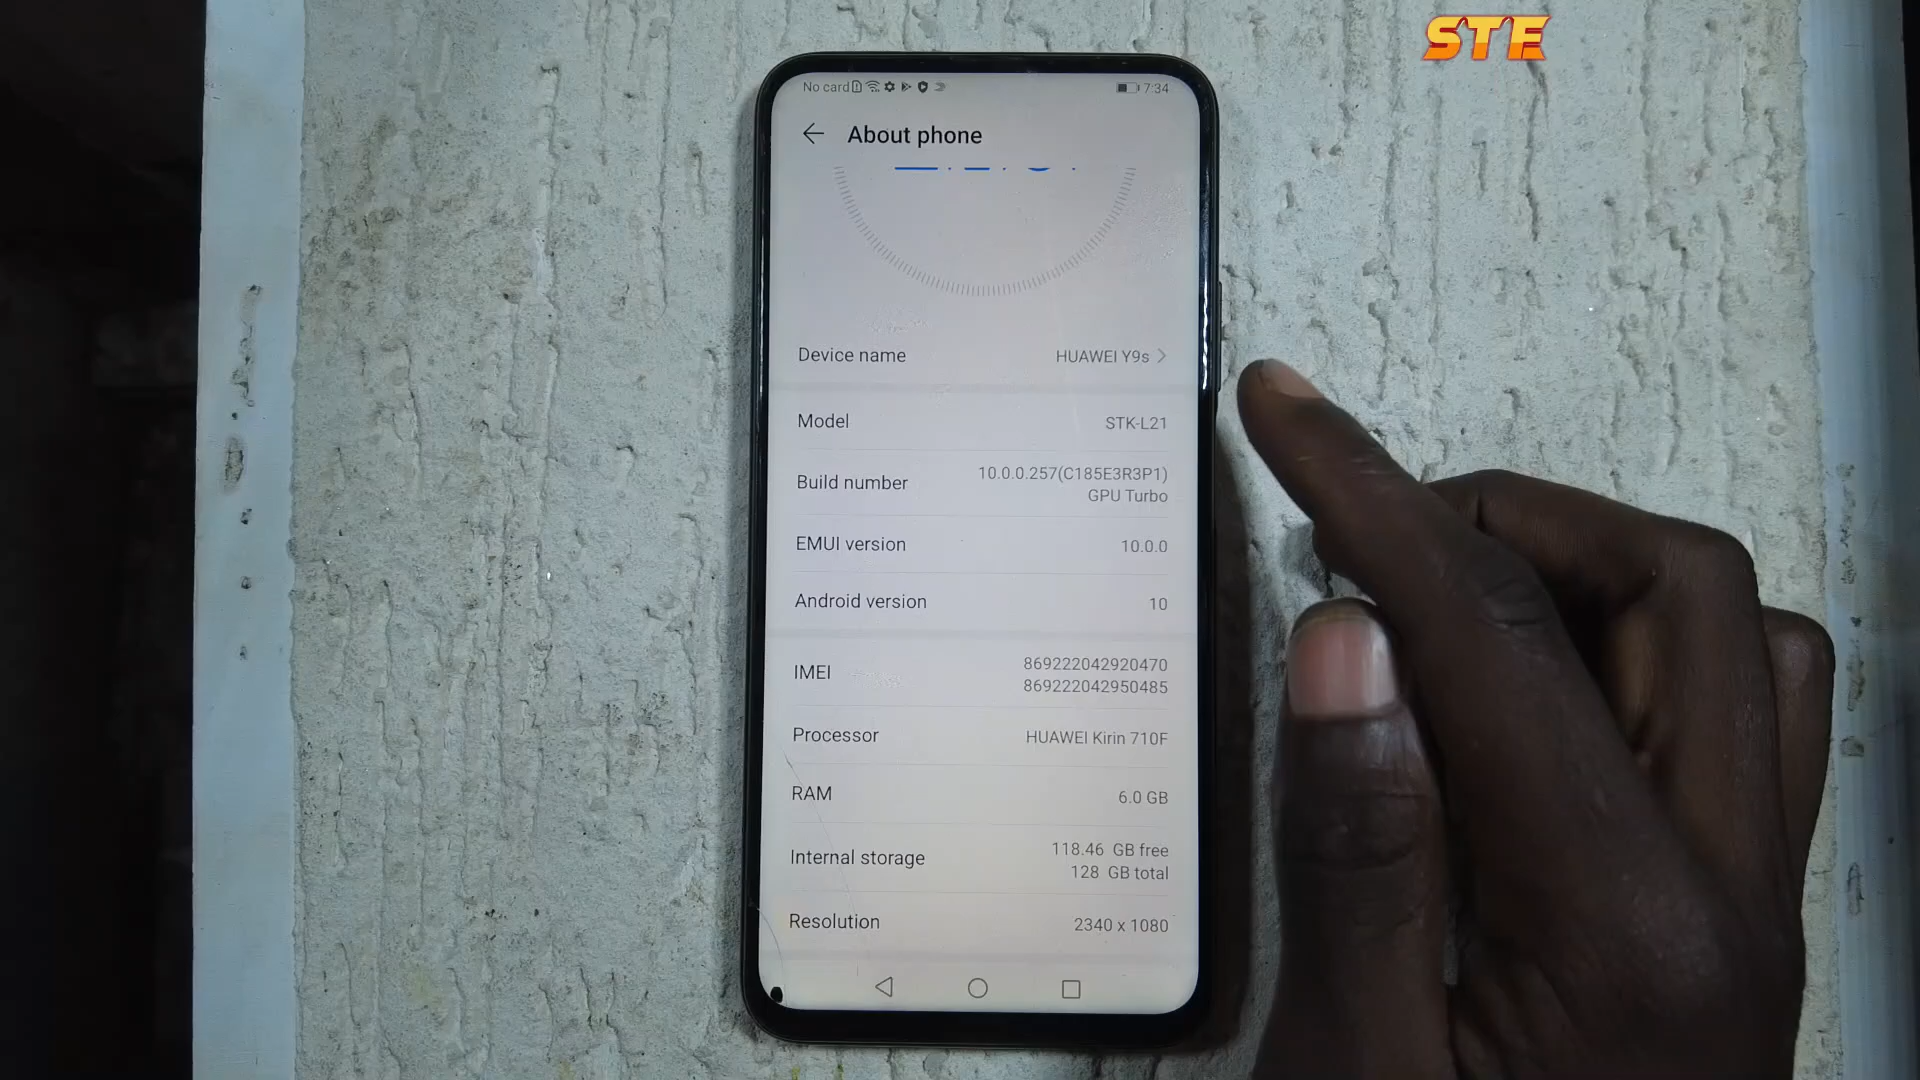 STE
No card 7:34
About phone
Device name HUAWEI Y9s
Model STK-L21
Build number 10.0.0.257(C185E3R3P1)
GPU Turbo
EMUI version 10.0.0
Android version 10
IMEI 869222042920470
869222042950485
Processor HUAWEI Kirin 710F
RAM 6.0 GB
Internal storage 118.46 GB free
128 GB total
Resolution 2340 x 1080